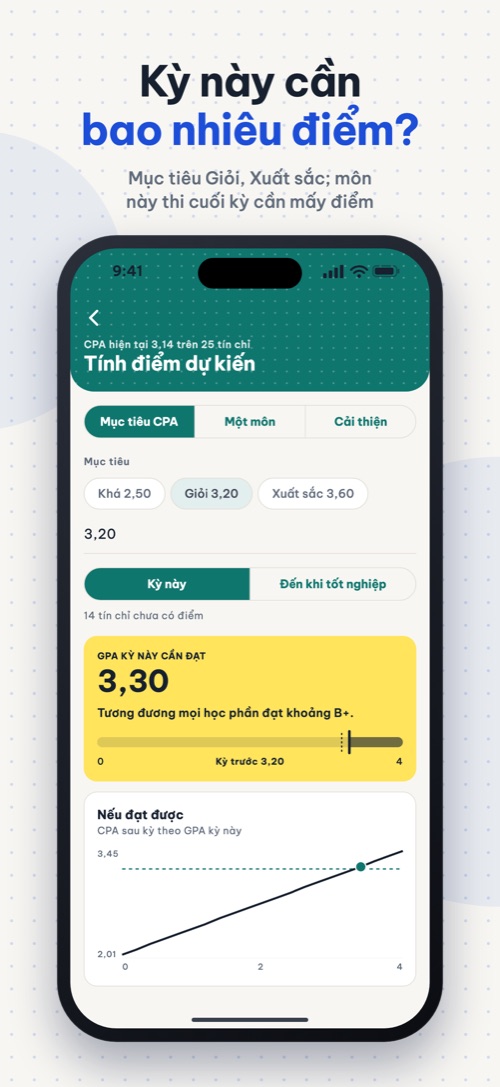 Kỳ này cần
bao nhiêu điểm?
Mục tiêu Giỏi, Xuất sắc; môn
này thi cuối kỳ cần mấy điểm
9:41
CPA hiện tại 3,14 trên 25 tín chỉ
Tính điểm dự kiến
Mục tiêu CPA
Một môn
Cải thiện
Mục tiêu
Khá 2,50
Giỏi 3,20
Xuất sắc 3,60
3,20
Kỳ này
Đến khi tốt nghiệp
14 tín chỉ chưa có điểm
GPA KỲ NÀY CẦN ĐẠT
3,30
Tương đương mọi học phần đạt khoảng B+.
0
Kỳ trước 3,20
4
Nếu đạt được
CPA sau kỳ theo GPA kỳ này
3,45
2,01
0
2
4